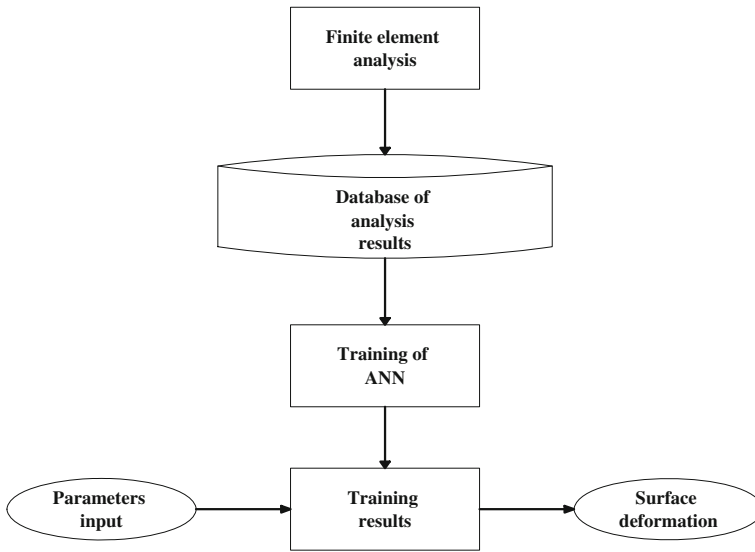 Finite element
analysis
Database of
analysis
results
Training of
ANN
Parameters
input
Training
results
Surface
deformation